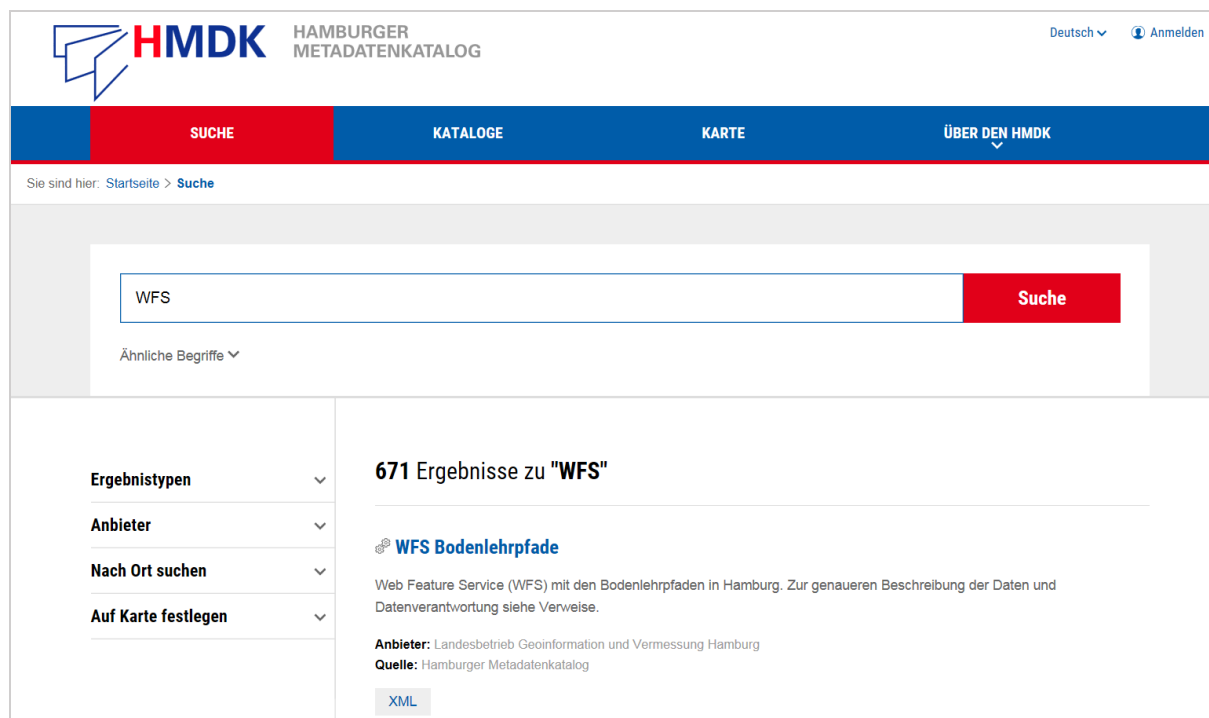 HMDK
HAMBURGER
METADATENKATALOG
Deutsch
Anmelden
SUCHE
KATALOGE
KARTE
ÜBER DEN HMDK
Sie sind hier: Startseite > Suche
WFS
Suche
Ähnliche Begriffe
Ergebnistypen
Anbieter
Nach Ort suchen
Auf Karte festlegen
671 Ergebnisse zu "WFS"
WFS Bodenlehrpfade
Web Feature Service (WFS) mit den Bodenlehrpfaden in Hamburg. Zur genaueren Beschreibung der Daten und
Datenverantwortung siehe Verweise.
Anbieter: Landesbetrieb Geoinformation und Vermessung Hamburg
Quelle: Hamburger Metadatenkatalog
XML